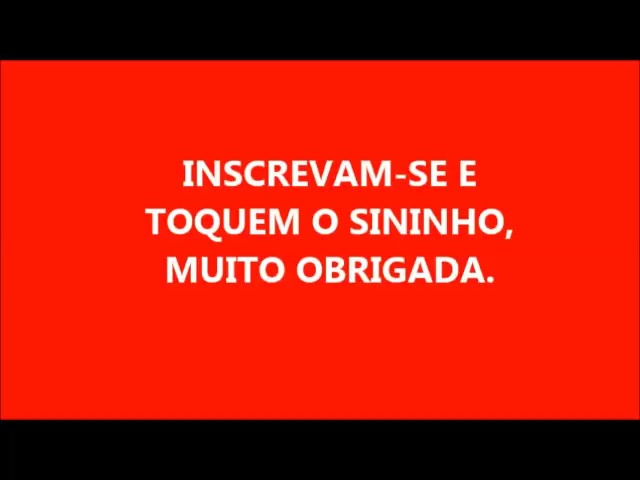 INSCREVAM-SE E
TOQUEM O SININHO,
MUITO OBRIGADA.